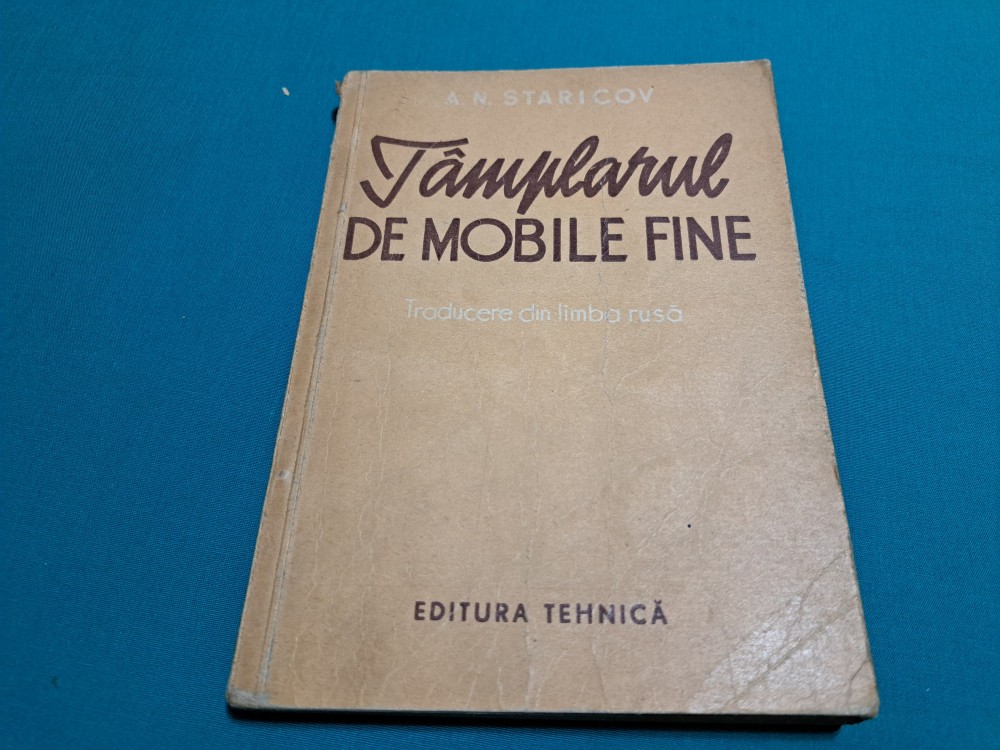 A. N. STARICOV
Tâmplarul
DE MOBILE FINE
Traducere din limba rusă
EDITURA TEHNICĂ